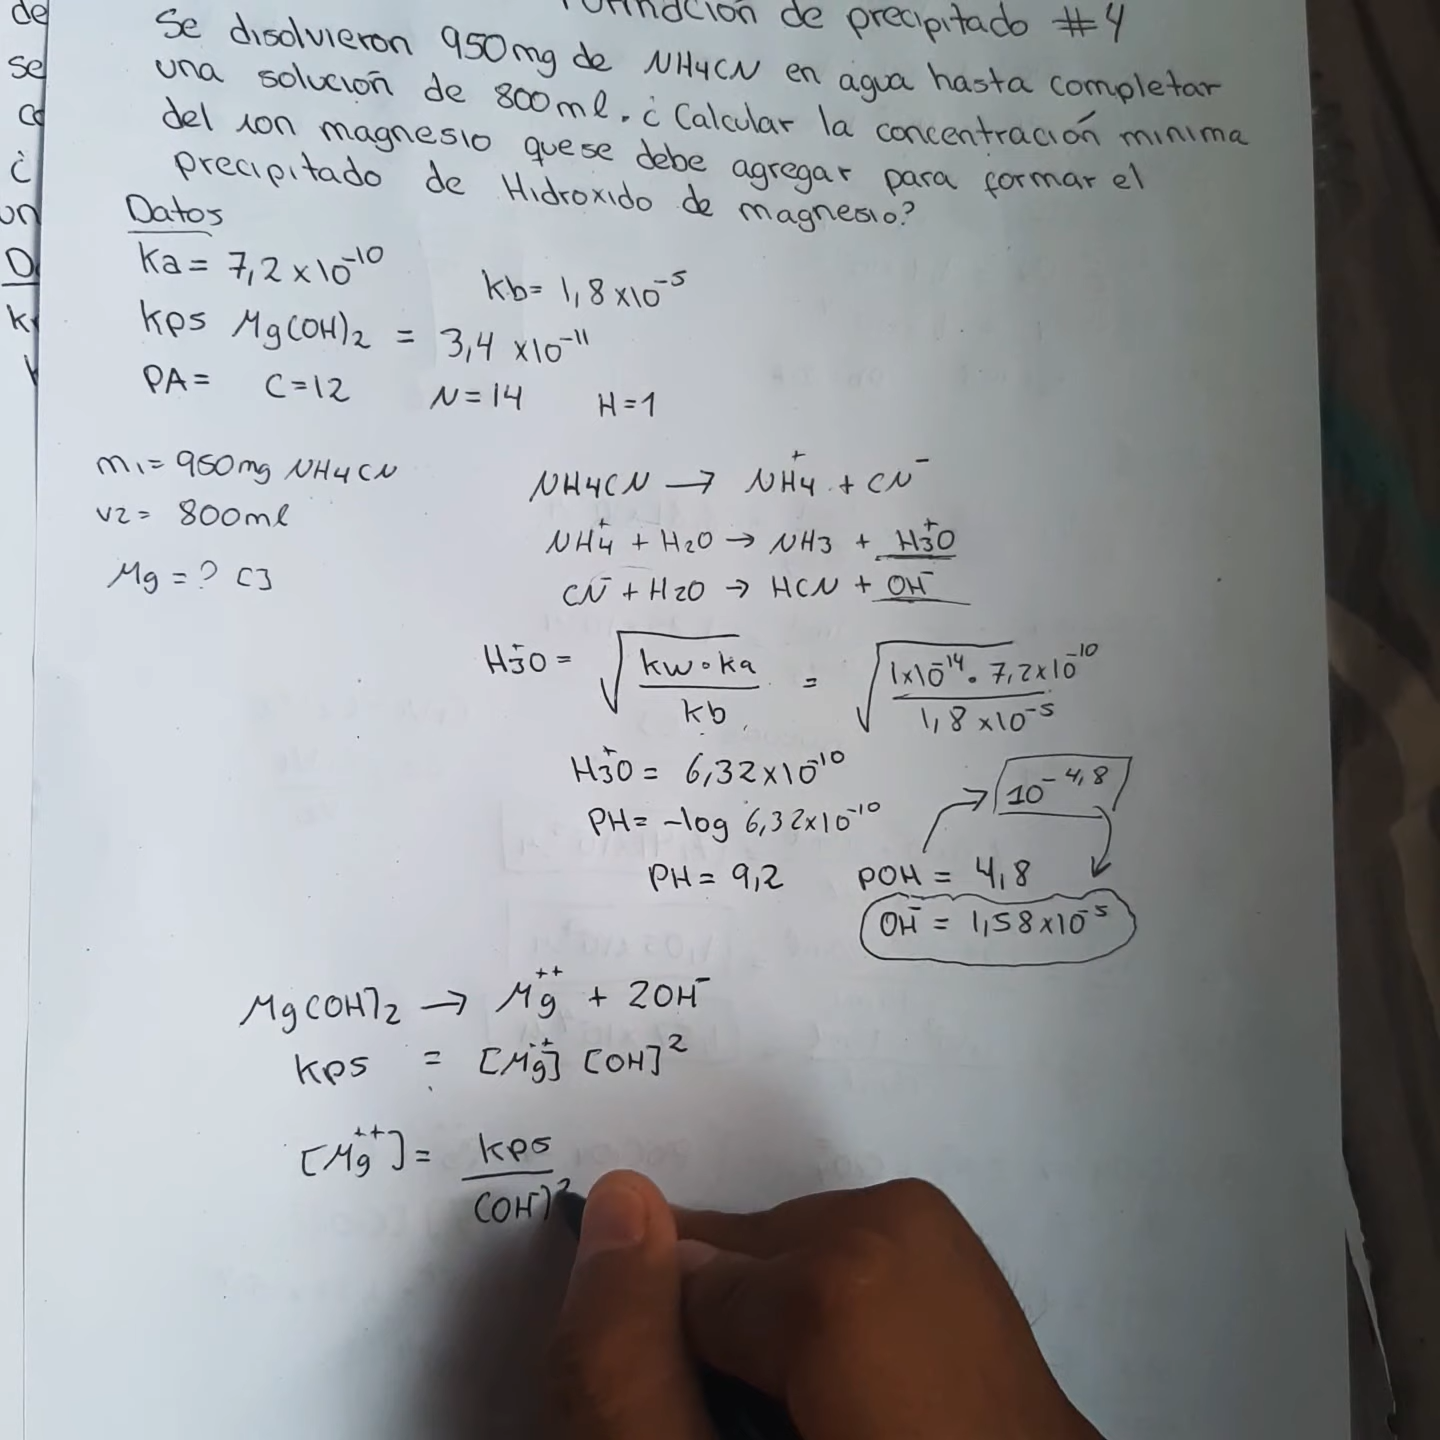 de
se
c
¿
un
D
k
Formación de precipitado #4
Se disolvieron 950mg de NH4CN en agua hasta completar
una solución de 800ml. ¿Calcular la concentración minima
del ion magnesio que se debe agregar para formar el
precipitado de Hidroxido de magnesio?
Datos
Ka = 7,2 x10⁻¹⁰ kb= 1,8 x10⁻⁵
kps Mg(OH)2 = 3,4 x10⁻¹¹
PA= C=12 N=14 H=1
m1= 950mg NH4CN
V2= 800ml
Mg = ? [ ]
NH4CN → NH4⁺ + CN⁻
NH4⁺ + H2O → NH3 + H3O⁺
CN⁻ + H2O → HCN + OH⁻
H3O⁺ = √(kw·ka / kb) = √(1x10⁻¹⁴ · 7,2x10⁻¹⁰ / 1,8 x10⁻⁵)
H3O⁺ = 6,32x10⁻¹⁰
PH= -log 6,32x10⁻¹⁰ 10⁻⁴,⁸
PH= 9,2 POH = 4,8
OH⁻ = 1,58x10⁻⁵
Mg(OH)2 → Mg⁺⁺ + 2OH⁻
kps = [Mg⁺⁺] [OH]²
[Mg⁺⁺] = kps / (OH⁻)²